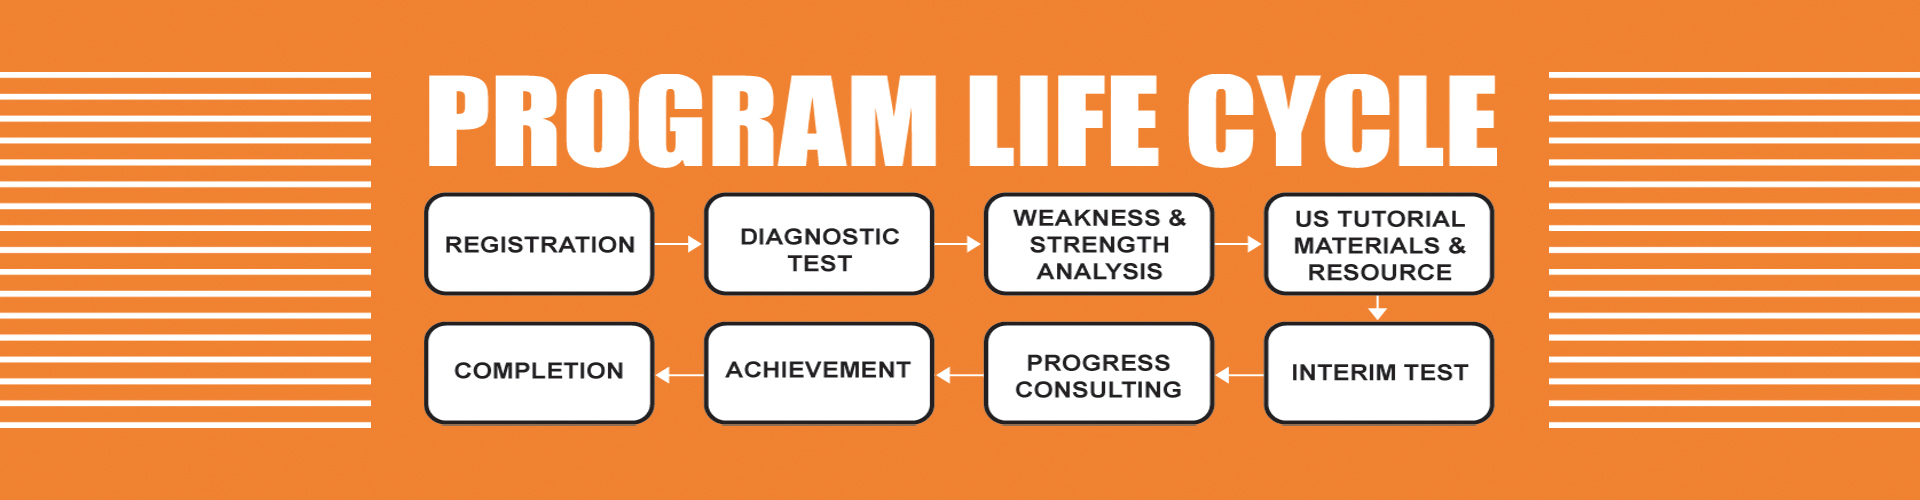 PROGRAM LIFE CYCLE
REGISTRATION
DIAGNOSTIC
TEST
WEAKNESS &
STRENGTH
ANALYSIS
US TUTORIAL
MATERIALS &
RESOURCE
INTERIM TEST
PROGRESS
CONSULTING
ACHIEVEMENT
COMPLETION